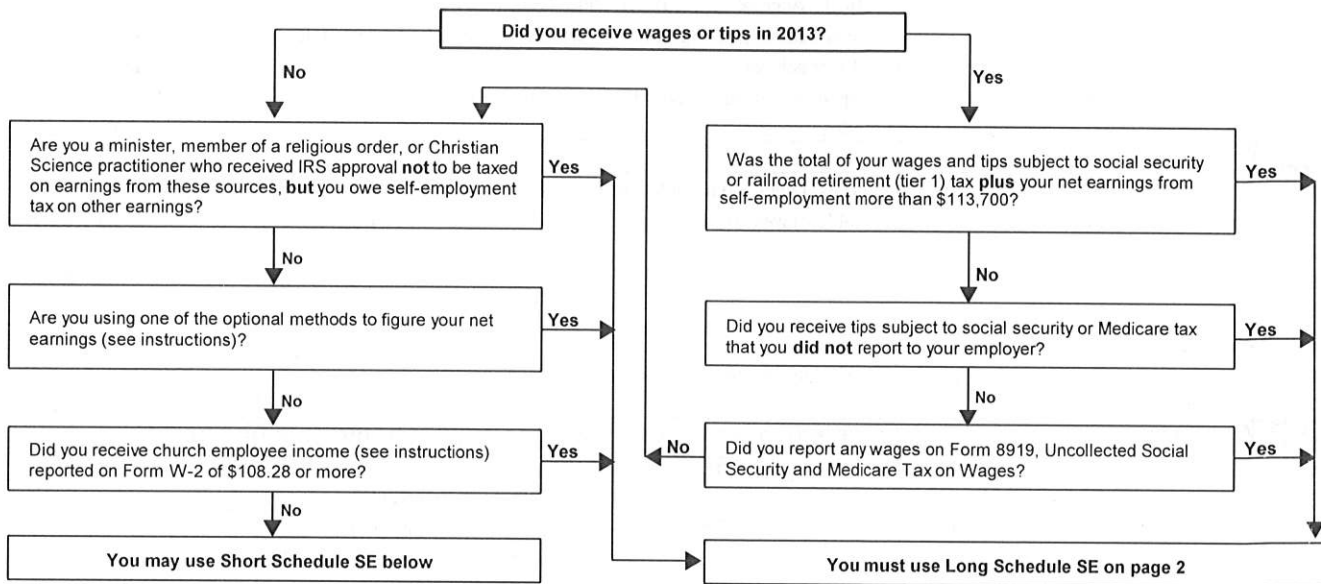 Did you receive wages or tips in 2013?
No
Yes
Are you a minister, member of a religious order, or Christian
Science practitioner who received IRS approval not to be taxed
on earnings from these sources, but you owe self-employment
tax on other earnings?
Yes
Was the total of your wages and tips subject to social security
or railroad retirement (tier 1) tax plus your net earnings from
self-employment more than $113,700?
Yes
No
No
Are you using one of the optional methods to figure your net
earnings (see instructions)?
Yes
Did you receive tips subject to social security or Medicare tax
that you did not report to your employer?
Yes
No
No
Did you receive church employee income (see instructions)
reported on Form W-2 of $108.28 or more?
Yes
No
Did you report any wages on Form 8919, Uncollected Social
Security and Medicare Tax on Wages?
Yes
No
You may use Short Schedule SE below
You must use Long Schedule SE on page 2